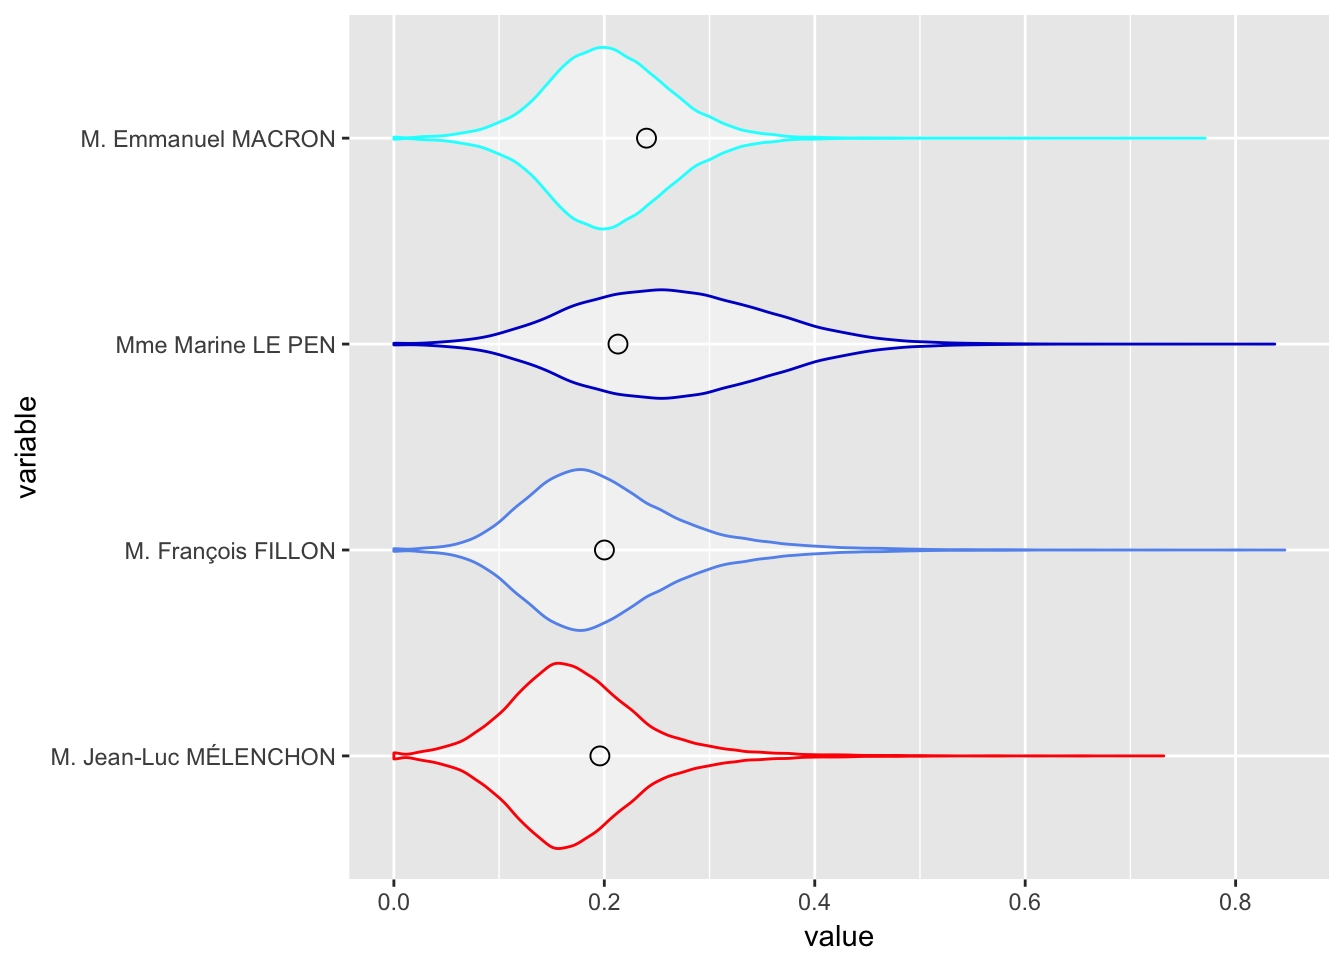 M. Emmanuel MACRON
Mme Marine LE PEN
M. François FILLON
M. Jean-Luc MÉLENCHON
variable
0.0 0.2 0.4 0.6 0.8
value